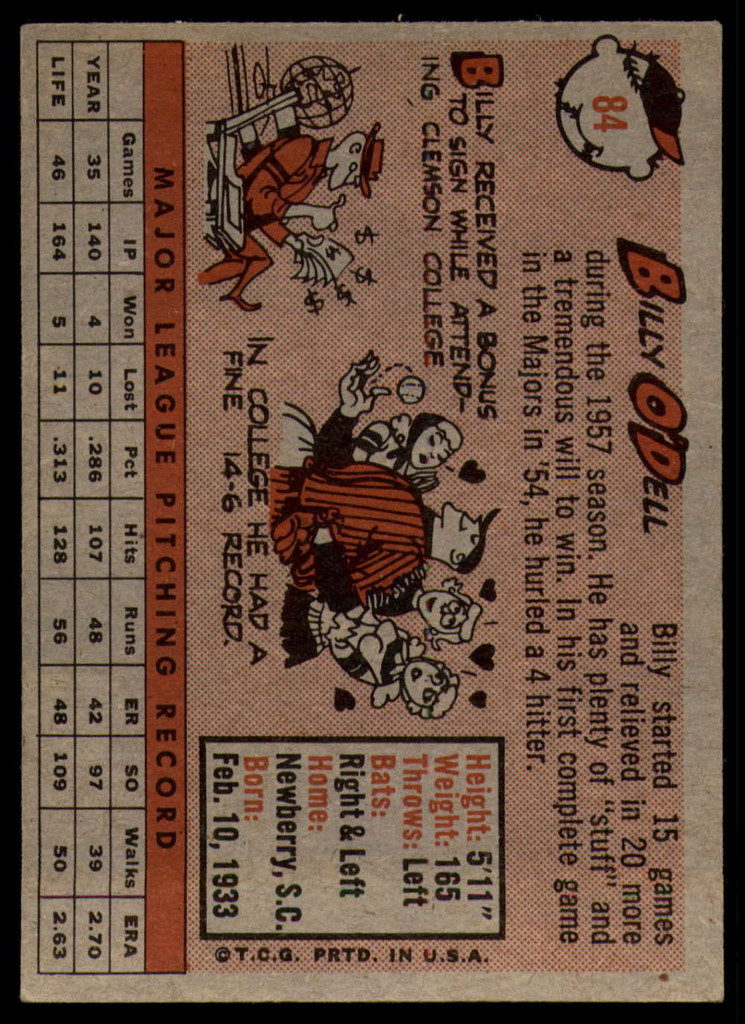 84
BILLY O'DELL
Billy started 15 games
and relieved in 20 more
during the 1957 season. He has plenty of "stuff" and
a tremendous will to win. In his first complete game
in the Majors in '54, he hurled a 4 hitter.
BILLY RECEIVED A BONUS
TO SIGN WHILE ATTEND-
ING CLEMSON COLLEGE
$ $ $ $ $
IN COLLEGE HE HAD A
FINE 14-6 RECORD.
Height: 5'11"
Weight: 165
Throws: Left
Bats:
Right & Left
Home:
Newberry, S.C.
Born:
Feb. 10, 1933
©T.C.G. PRTD. IN U.S.A.
MAJOR LEAGUE PITCHING RECORD
Games IP Won Lost Pct Hits Runs ER SO Walks ERA
YEAR 35 140 4 10 .286 107 48 42 97 39 2.70
LIFE 46 164 5 11 .313 128 56 48 109 50 2.63